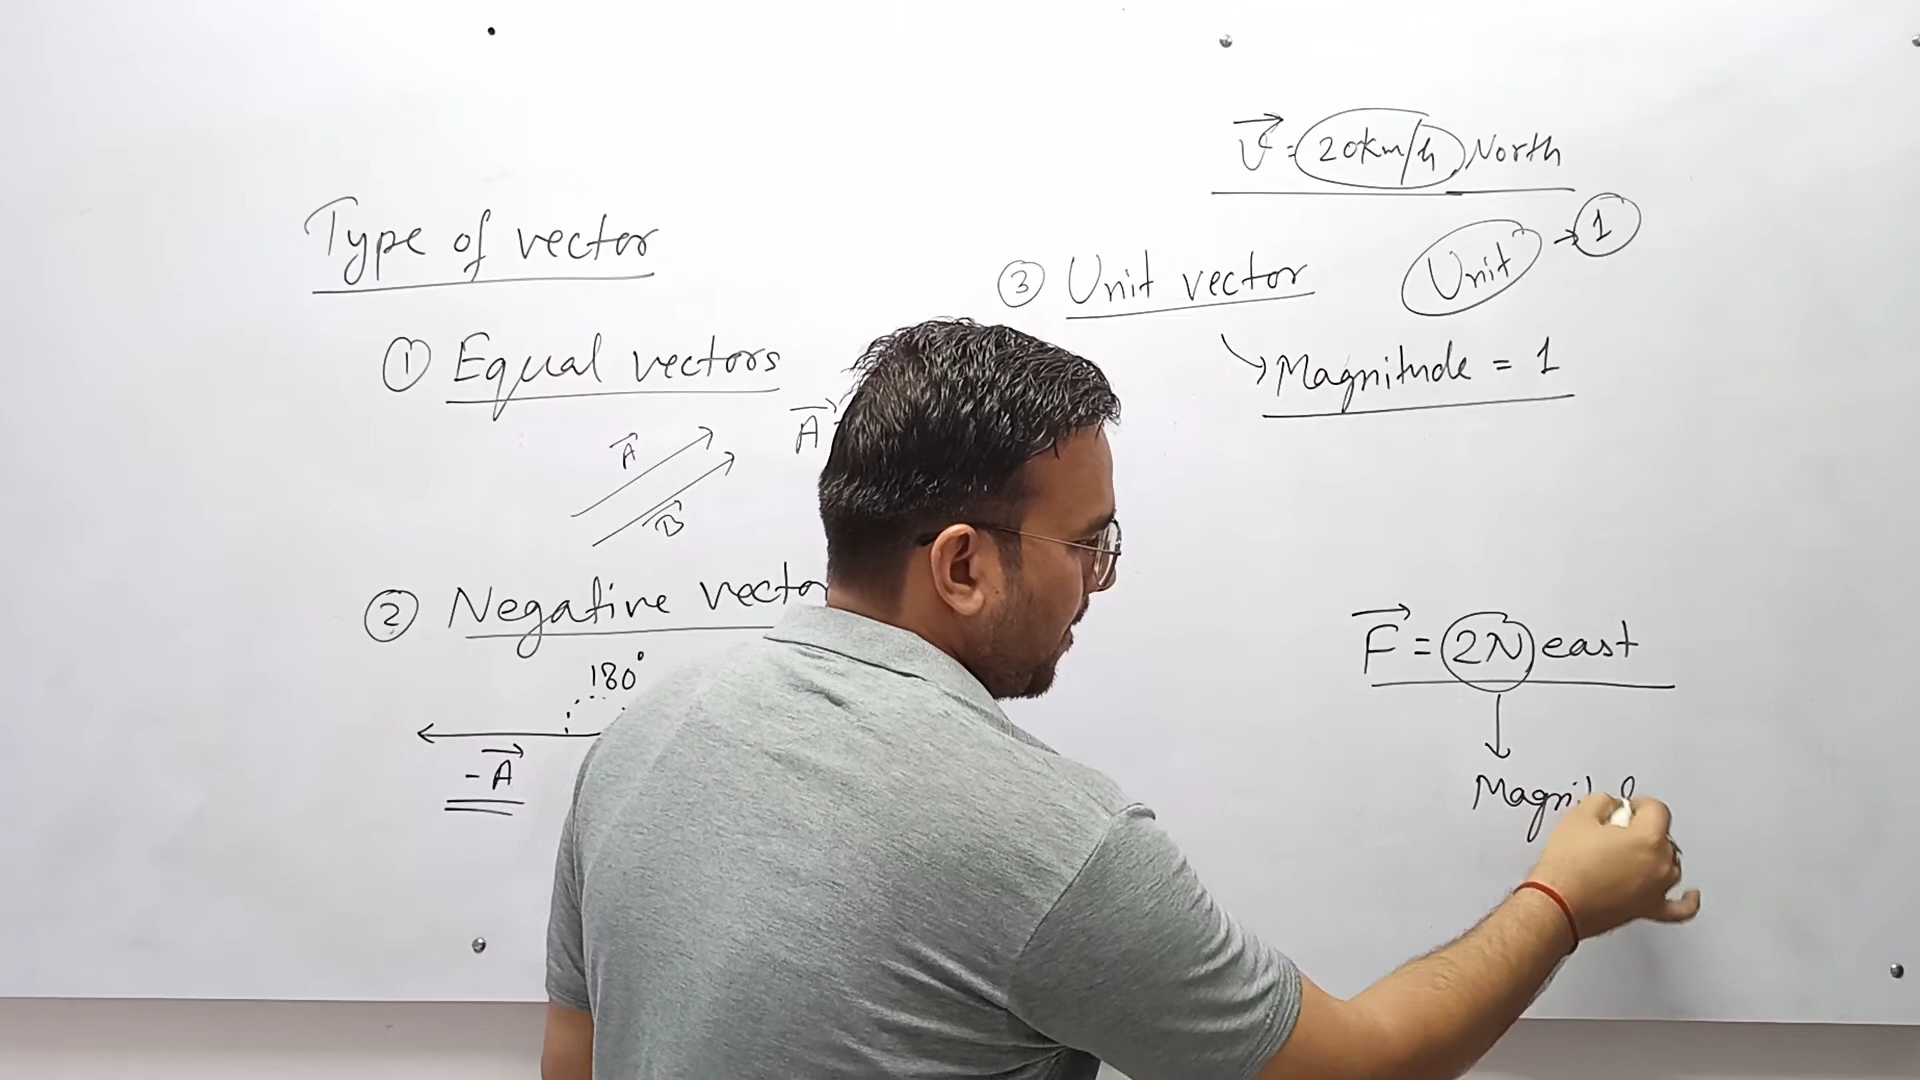 Type of vector
① Equal vectors
A
B
A
② Negative vector
180°
-A
V = 20km/h North
③ Unit vector
Unit → 1
Magnitude = 1
F = 2N east